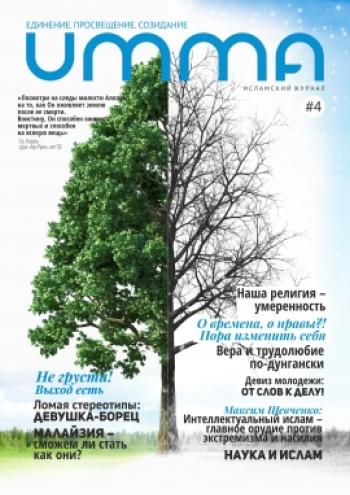 ЕДИНЕНИЕ. ПРОСВЕЩЕНИЕ. СОЗИДАНИЕ
UMMA
ИСЛАМСКИЙ ЖУРНАЛ
#4
«Посмотри на следы милости Аллаха
на то, как Он оживляет землю
после ее смерти.
Воистину, Он способен оживить
мертвых и способен
на всякую вещь»
Св. Коран,
сура «Ар-Рум», аят 50
Наша религия –
умеренность
О времена, о нравы?!
Пора изменить себя
Вера и трудолюбие
по-дунгански
Девиз молодежи:
ОТ СЛОВ К ДЕЛУ!
Максим Шевченко:
Интеллектуальный ислам –
главное орудие против
экстремизма и насилия
НАУКА И ИСЛАМ
Не грусти!
Выход есть
Ломая стереотипы:
ДЕВУШКА-БОРЕЦ
МАЛАЙЗИЯ –
сможем ли стать
как они?